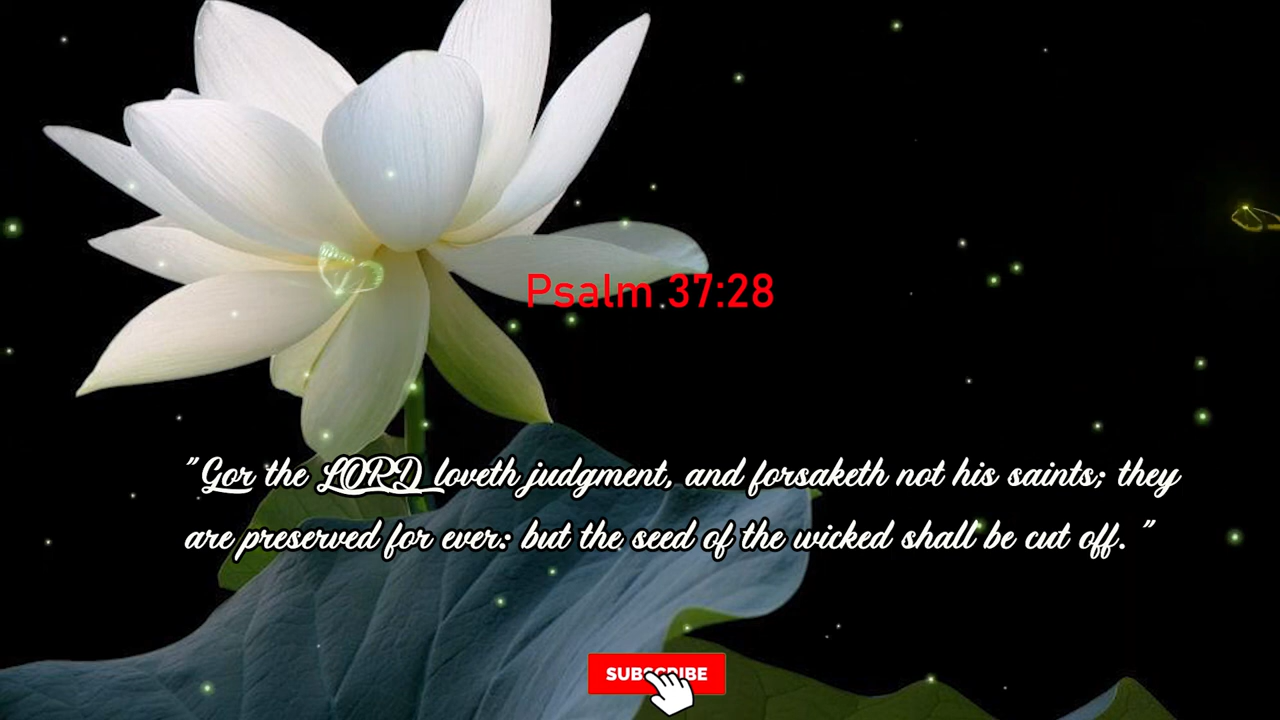 Psalm 37:28
"For the LORD loveth judgment, and forsaketh not his saints; they
are preserved for ever: but the seed of the wicked shall be cut off. "
SUBSCRIBE